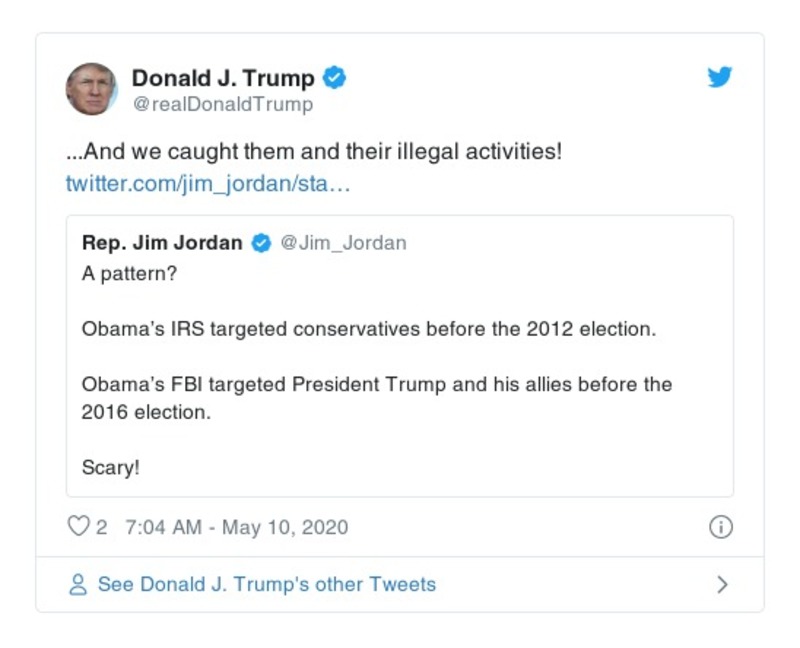 Donald J. Trump
@realDonaldTrump
...And we caught them and their illegal activities!
twitter.com/jim_jordan/sta…
Rep. Jim Jordan @Jim_Jordan
A pattern?
Obama’s IRS targeted conservatives before the 2012 election.
Obama’s FBI targeted President Trump and his allies before the
2016 election.
Scary!
2 7:04 AM - May 10, 2020
See Donald J. Trump's other Tweets